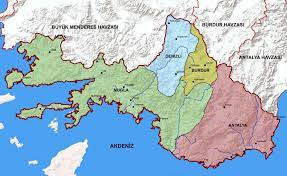 BÜYÜK MENDERES HAVZASI
BURDUR HAVZASI
DENİZLİ
ANTALYA HAVZASI
BURDUR
MUĞLA
ANTALYA
AKDENİZ